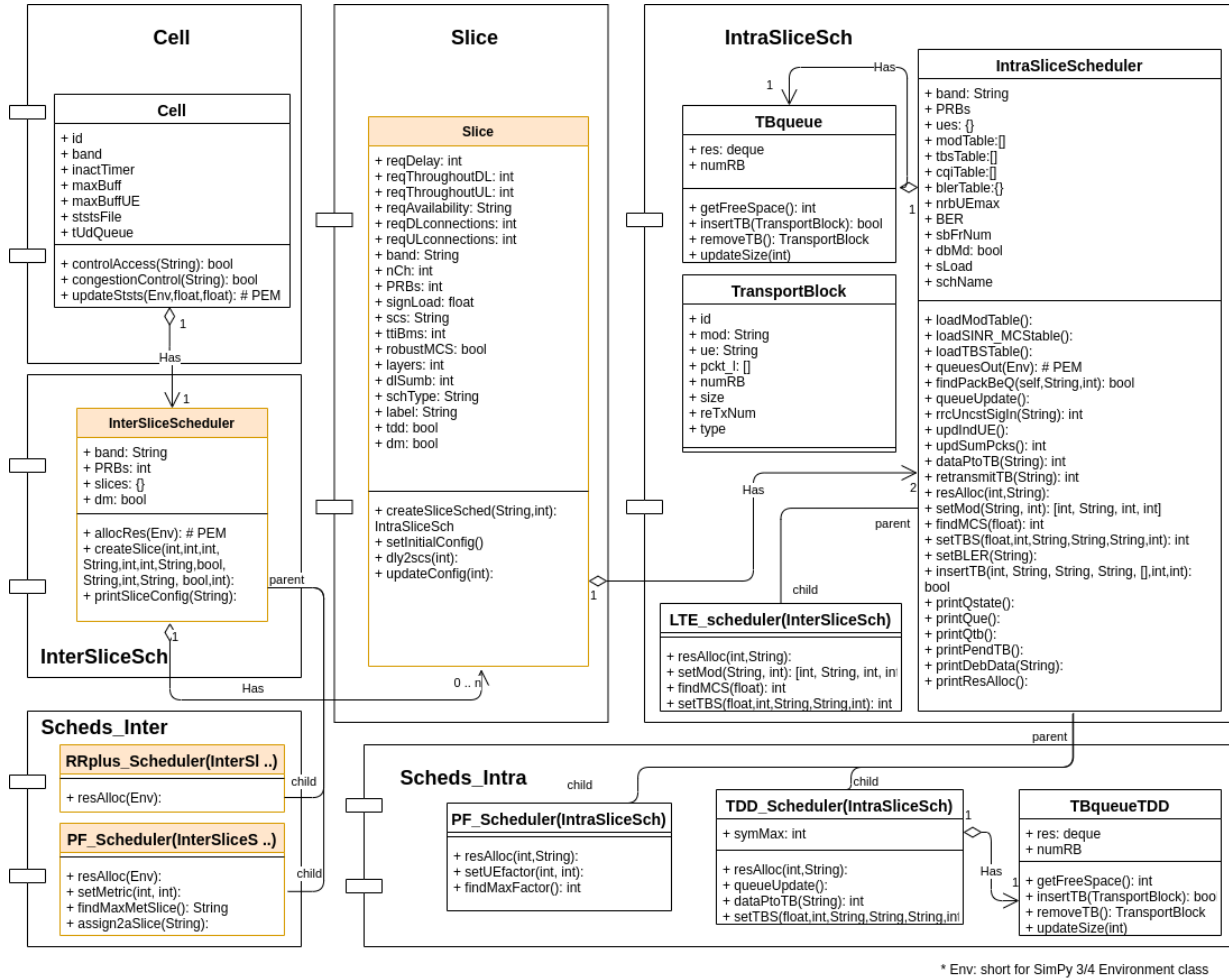 Cell
Cell
+ id
+ band
+ inactTimer
+ maxBuff
+ maxBuffUE
+ ststsFile
+ tUdQueue
+ controlAccess(String): bool
+ congestionControl(String): bool
+ updateStsts(Env,float,float): # PEM
1
Has
1
InterSliceScheduler
+ band: String
+ PRBs: int
+ slices: {}
+ dm: bool
+ allocRes(Env): # PEM
+ createSlice(int,int,int,
String,int,int,String,bool,
String,int,String, bool,int):
+ printSliceConfig(String):
parent
1
InterSliceSch
Has
0 .. n
Scheds_Inter
RRplus_Scheduler(InterSl ..)
+ resAlloc(Env):
child
PF_Scheduler(InterSliceS ..)
+ resAlloc(Env):
+ setMetric(int, int):
+ findMaxMetSlice(): String
+ assign2aSlice(String):
child
Slice
Slice
+ reqDelay: int
+ reqThroughoutDL: int
+ reqThroughoutUL: int
+ reqAvailability: String
+ reqDLconnections: int
+ reqULconnections: int
+ band: String
+ nCh: int
+ PRBs: int
+ signLoad: float
+ scs: String
+ ttiBms: int
+ robustMCS: bool
+ layers: int
+ dlSumb: int
+ schType: String
+ label: String
+ tdd: bool
+ dm: bool
+ createSliceSched(String,int):
IntraSliceSch
+ setInitialConfig()
+ dly2scs(int):
+ updateConfig(int):
1
Has
2
IntraSliceSch
Has
1
1
TBqueue
+ res: deque
+ numRB
+ getFreeSpace(): int
+ insertTB(TransportBlock): bool
+ removeTB(): TransportBlock
+ updateSize(int)
TransportBlock
+ id
+ mod: String
+ ue: String
+ pckt_l: []
+ numRB
+ size
+ reTxNum
+ type
IntraSliceScheduler
+ band: String
+ PRBs
+ ues: {}
+ modTable:[]
+ tbsTable:[]
+ cqiTable:[]
+ blerTable:{}
+ nrbUEmax
+ BER
+ sbFrNum
+ dbMd: bool
+ sLoad
+ schName
+ loadModTable():
+ loadSINR_MCStable():
+ loadTBSTable():
+ queuesOut(Env): # PEM
+ findPackBeQ(self,String,int): bool
+ queueUpdate():
+ rrcUncstSigIn(String): int
+ updIndUE():
+ updSumPcks(): int
+ dataPtoTB(String): int
+ retransmitTB(String): int
+ resAlloc(int,String):
+ setMod(String, int): [int, String, int, int]
+ findMCS(float): int
+ setTBS(float,int,String,String,String,int): int
+ setBLER(String):
+ insertTB(int, String, String, String, [],int,int):
bool
+ printQstate():
+ printQue():
+ printQtb():
+ printPendTB():
+ printDebData(String):
+ printResAlloc():
parent
child
LTE_scheduler(InterSliceSch)
+ resAlloc(int,String):
+ setMod(String, int): [int, String, int, int
+ findMCS(float): int
+ setTBS(float,int,String,String,int): int
parent
Scheds_Intra
child
PF_Scheduler(IntraSliceSch)
+ resAlloc(int,String):
+ setUEfactor(int, int):
+ findMaxFactor(): int
child
TDD_Scheduler(IntraSliceSch)
+ symMax: int
+ resAlloc(int,String):
+ queueUpdate():
+ dataPtoTB(String): int
+ setTBS(float,int,String,String,String,int
1
Has
1
TBqueueTDD
+ res: deque
+ numRB
+ getFreeSpace(): int
+ insertTB(TransportBlock): boo
+ removeTB(): TransportBlock
+ updateSize(int)
* Env: short for SimPy 3/4 Environment class